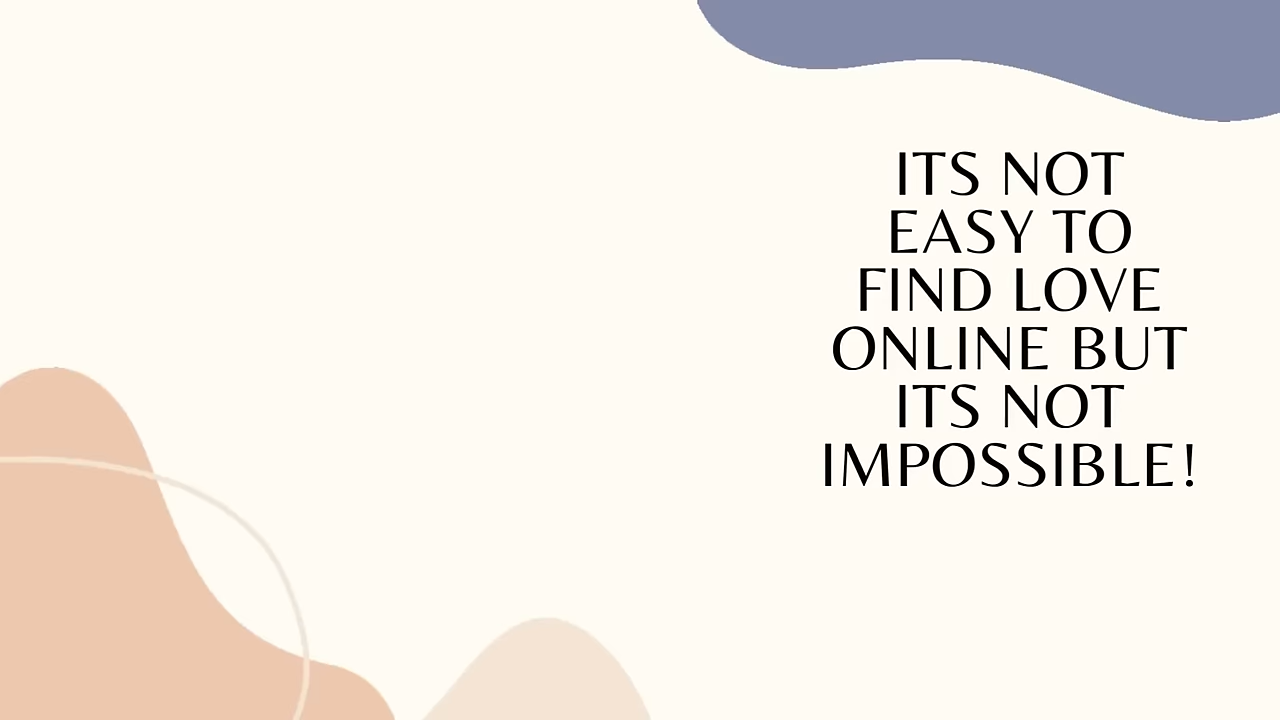 ITS NOT
EASY TO
FIND LOVE
ONLINE BUT
ITS NOT
IMPOSSIBLE!